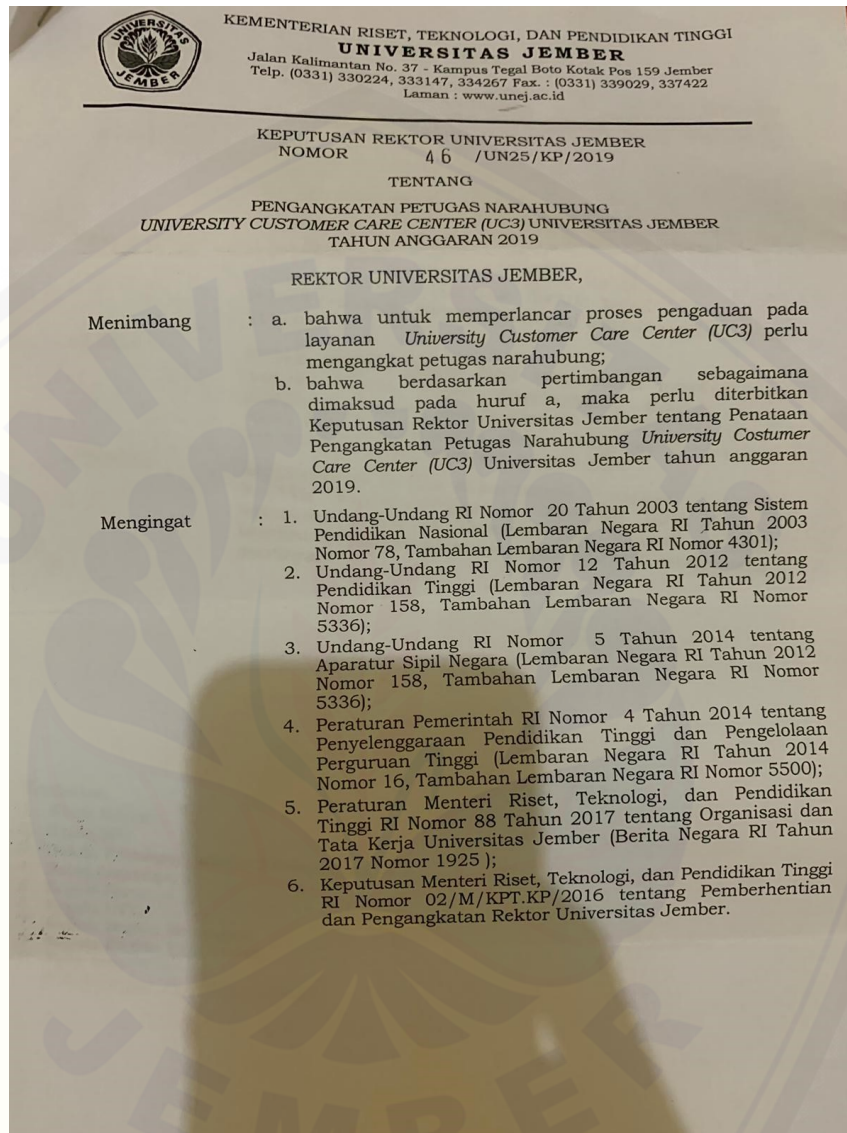 UNIVERSITAS
JEMBER
KEMENTERIAN RISET, TEKNOLOGI, DAN PENDIDIKAN TINGGI
UNIVERSITAS JEMBER
Jalan Kalimantan No. 37 - Kampus Tegal Boto Kotak Pos 159 Jember
Telp. (0331) 330224, 333147, 334267 Fax. : (0331) 339029, 337422
Laman : www.unej.ac.id
KEPUTUSAN REKTOR UNIVERSITAS JEMBER
NOMOR 46 /UN25/KP/2019
TENTANG
PENGANGKATAN PETUGAS NARAHUBUNG
UNIVERSITY CUSTOMER CARE CENTER (UC3) UNIVERSITAS JEMBER
TAHUN ANGGARAN 2019
REKTOR UNIVERSITAS JEMBER,
Menimbang : a. bahwa untuk memperlancar proses pengaduan pada
layanan University Customer Care Center (UC3) perlu
mengangkat petugas narahubung;
b. bahwa berdasarkan pertimbangan sebagaimana
dimaksud pada huruf a, maka perlu diterbitkan
Keputusan Rektor Universitas Jember tentang Penataan
Pengangkatan Petugas Narahubung University Costumer
Care Center (UC3) Universitas Jember tahun anggaran
2019.
Mengingat : 1. Undang-Undang RI Nomor 20 Tahun 2003 tentang Sistem
Pendidikan Nasional (Lembaran Negara RI Tahun 2003
Nomor 78, Tambahan Lembaran Negara RI Nomor 4301);
2. Undang-Undang RI Nomor 12 Tahun 2012 tentang
Pendidikan Tinggi (Lembaran Negara RI Tahun 2012
Nomor 158, Tambahan Lembaran Negara RI Nomor
5336);
3. Undang-Undang RI Nomor 5 Tahun 2014 tentang
Aparatur Sipil Negara (Lembaran Negara RI Tahun 2012
Nomor 158, Tambahan Lembaran Negara RI Nomor
5336);
4. Peraturan Pemerintah RI Nomor 4 Tahun 2014 tentang
Penyelenggaraan Pendidikan Tinggi dan Pengelolaan
Perguruan Tinggi (Lembaran Negara RI Tahun 2014
Nomor 16, Tambahan Lembaran Negara RI Nomor 5500);
5. Peraturan Menteri Riset, Teknologi, dan Pendidikan
Tinggi RI Nomor 88 Tahun 2017 tentang Organisasi dan
Tata Kerja Universitas Jember (Berita Negara RI Tahun
2017 Nomor 1925 );
6. Keputusan Menteri Riset, Teknologi, dan Pendidikan Tinggi
RI Nomor 02/M/KPT.KP/2016 tentang Pemberhentian
dan Pengangkatan Rektor Universitas Jember.
JEMBER